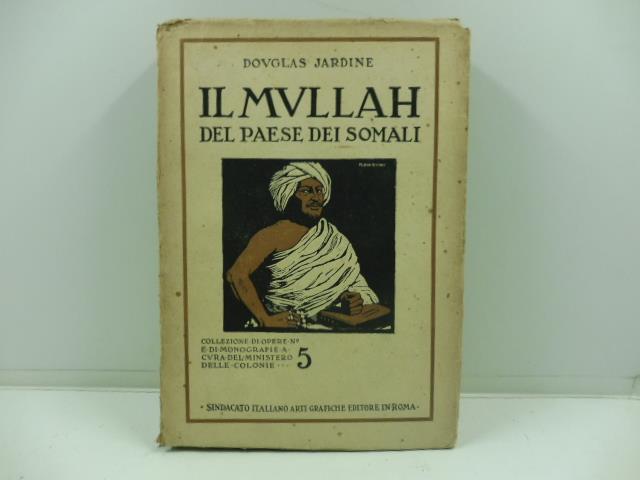 DOVGLAS JARDINE
IL MVLLAH
DEL PAESE DEI SOMALI
COLLEZIONE·DI·OPERE·Nº
E·DI·MONOGRAFIE·A·
CVRA·DEL·MINISTERO 5
DELLE·COLONIE···
·SINDACATO ITALIANO ARTI GRAFICHE EDITORE IN ROMA·